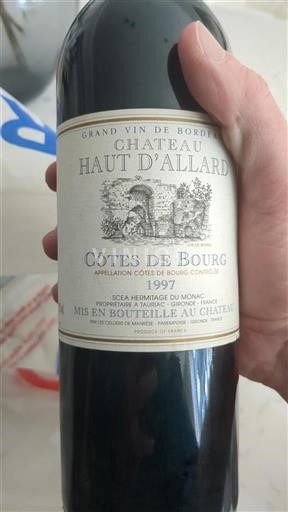 GRAND VIN DE BORDEAUX
CHATEAU
HAUT D'ALLARD
CÔTES DE BOURG
APPELLATION CÔTES DE BOURG CONTRÔLÉE
1997
SCEA HERMITAGE DU MONAC
PROPRIÉTAIRE A TAURIAC - GIRONDE - FRANCE
MIS EN BOUTEILLE AU CHATEAU
PRODUCE OF FRANCE